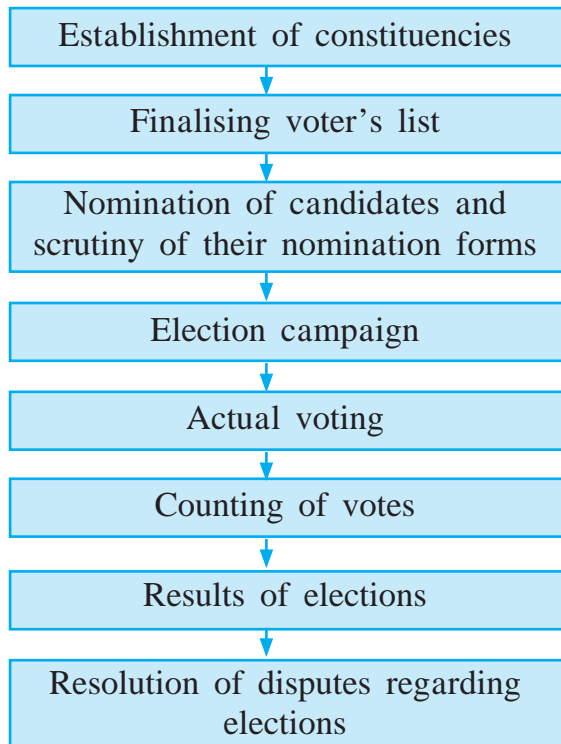 Establishment of constituencies
Finalising voter's list
Nomination of candidates and
scrutiny of their nomination forms
Election campaign
Actual voting
Counting of votes
Results of elections
Resolution of disputes regarding
elections